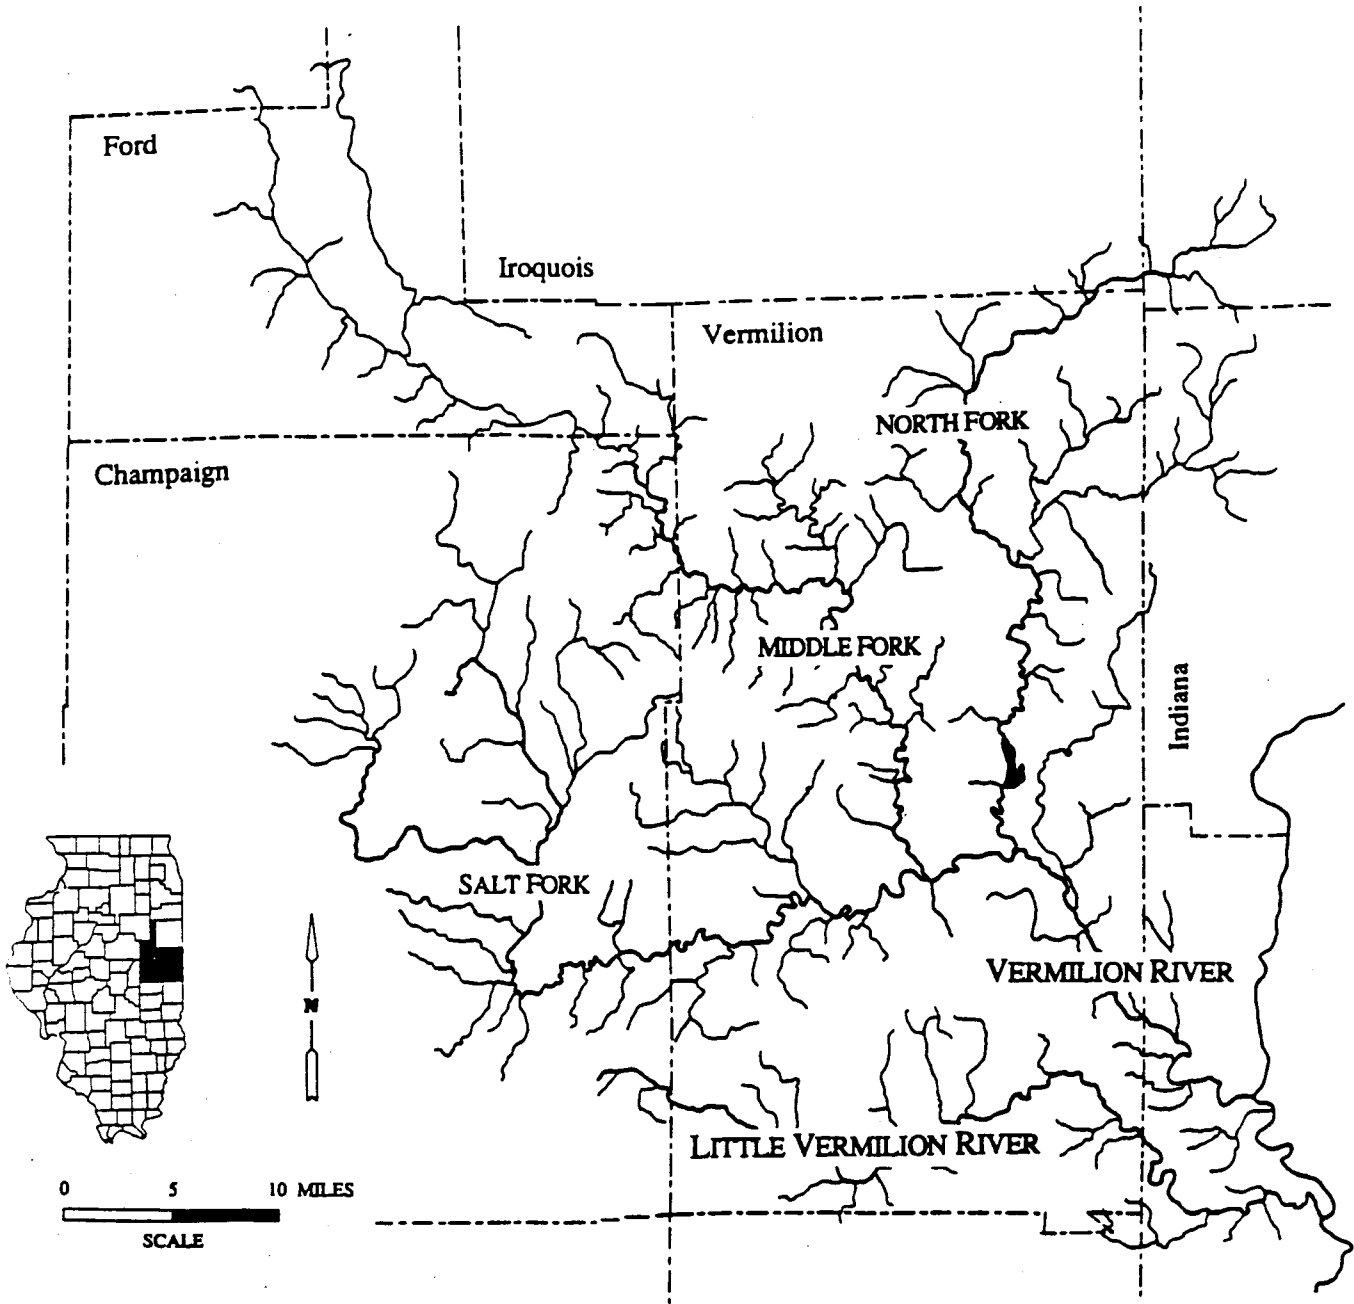 Ford
Iroquois
Vermilion
NORTH FORK
Champaign
MIDDLE FORK
Indiana
SALT FORK
VERMILION RIVER
N
LITTLE VERMILION RIVER
0 5 10 MILES
SCALE